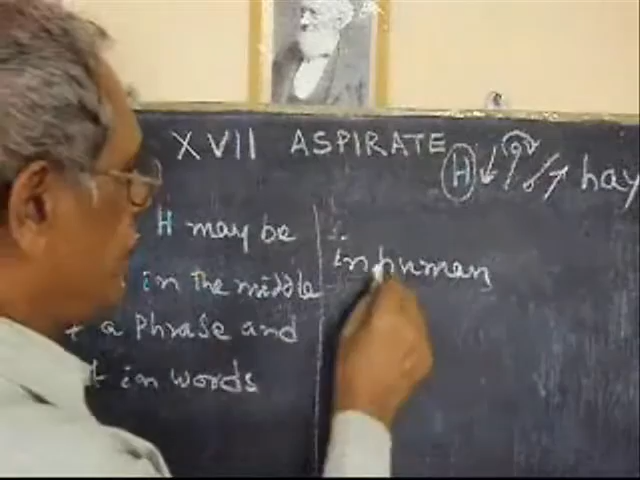 XVII ASPIRATE
H
hay
H may be
in the middle
a Phrase and
in words
inhuman